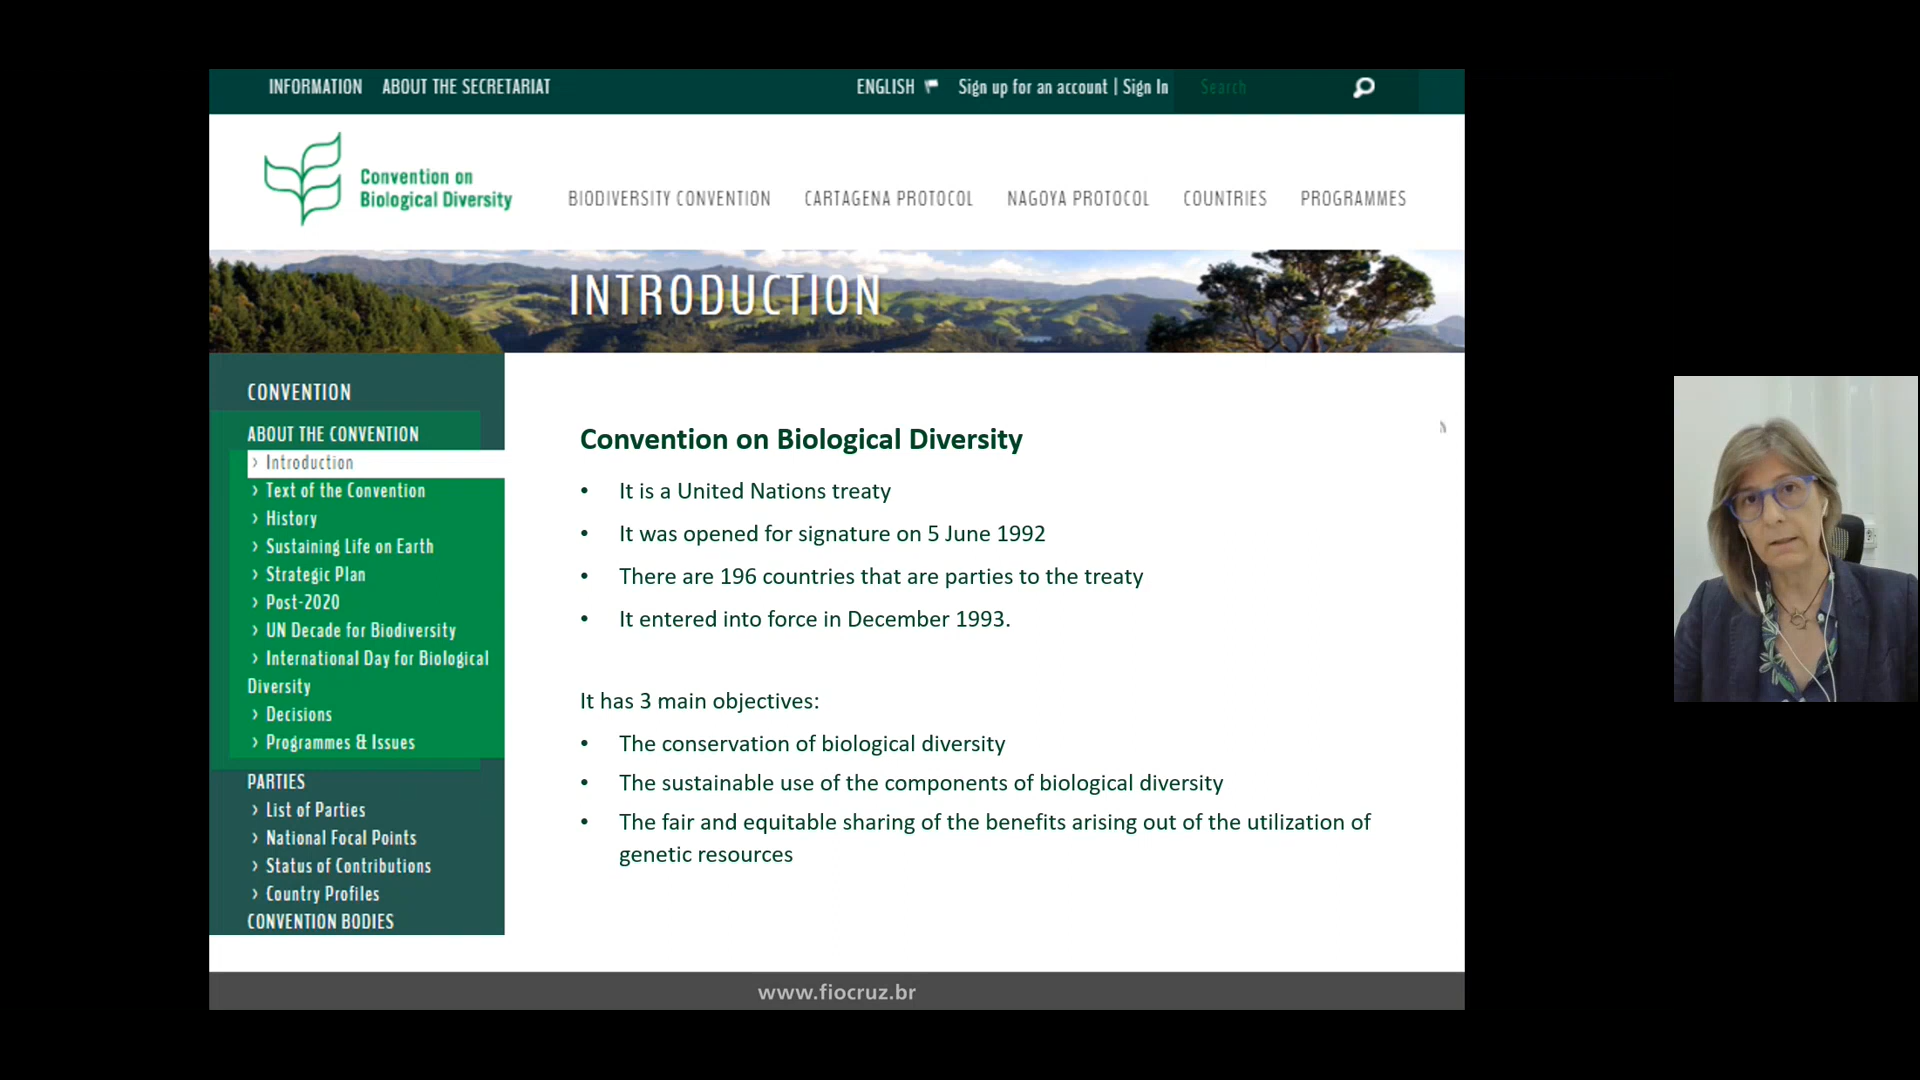 INFORMATION ABOUT THE SECRETARIAT ENGLISH Sign up for an account | Sign In Search
Convention on
Biological Diversity
BIODIVERSITY CONVENTION CARTAGENA PROTOCOL NAGOYA PROTOCOL COUNTRIES PROGRAMMES
INTRODUCTION
CONVENTION
ABOUT THE CONVENTION
› Introduction
› Text of the Convention
› History
› Sustaining Life on Earth
› Strategic Plan
› Post-2020
› UN Decade for Biodiversity
› International Day for Biological
Diversity
› Decisions
› Programmes & Issues
PARTIES
› List of Parties
› National Focal Points
› Status of Contributions
› Country Profiles
CONVENTION BODIES
Convention on Biological Diversity
• It is a United Nations treaty
• It was opened for signature on 5 June 1992
• There are 196 countries that are parties to the treaty
• It entered into force in December 1993.
It has 3 main objectives:
• The conservation of biological diversity
• The sustainable use of the components of biological diversity
• The fair and equitable sharing of the benefits arising out of the utilization of
genetic resources
www.fiocruz.br